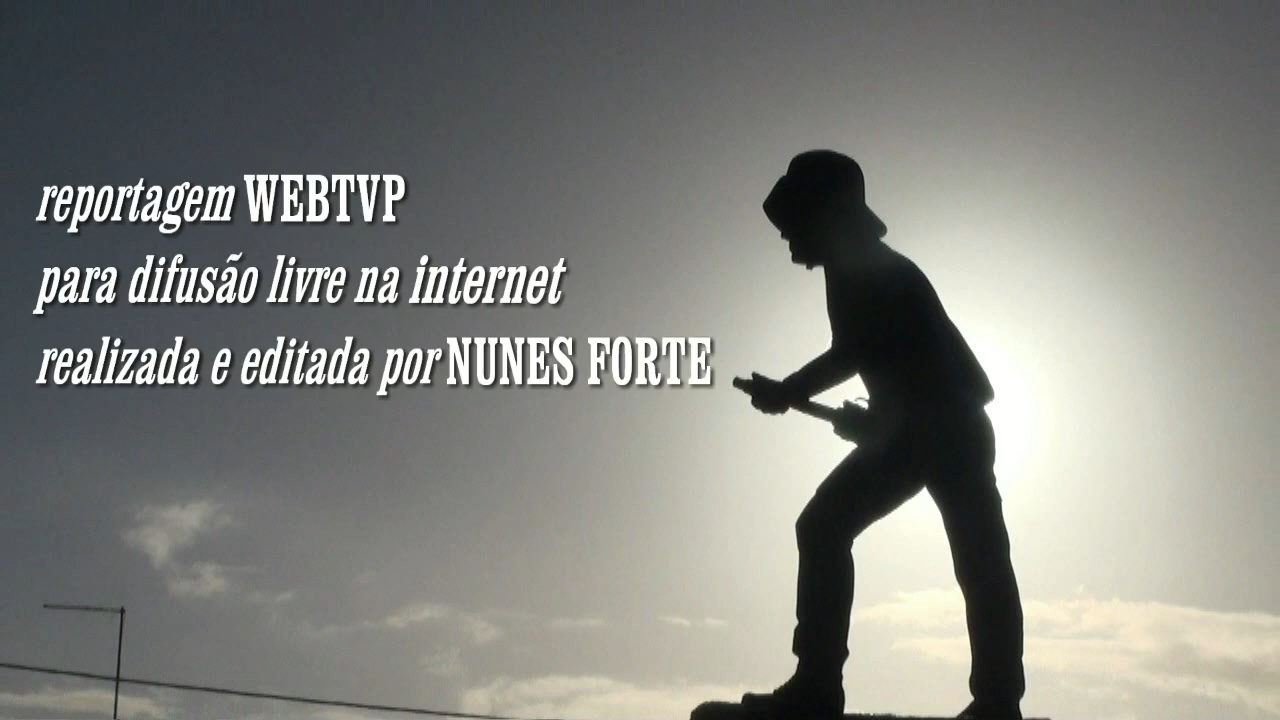 reportagem WEBTVP
para difusão livre na internet
realizada e editada por NUNES FORTE